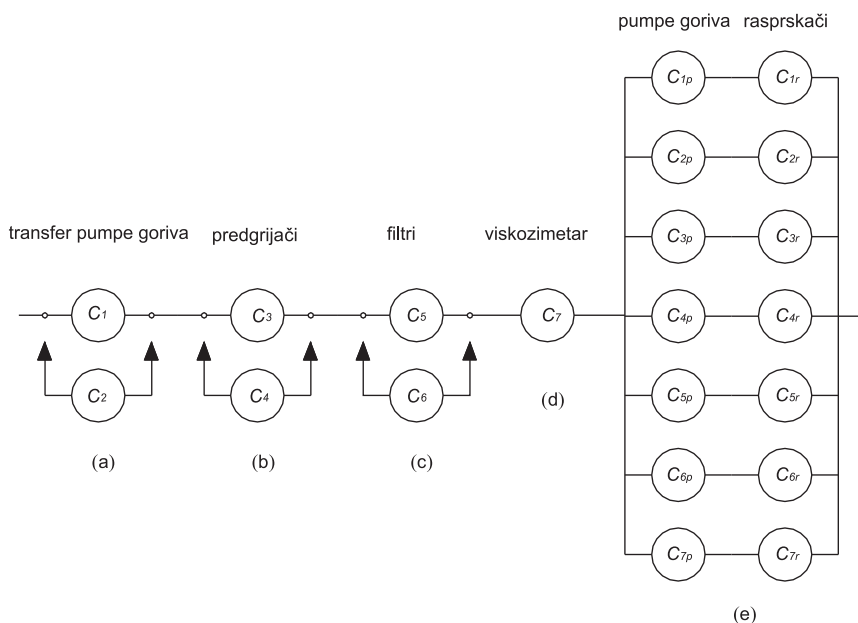 pumpe goriva rasprskači
C1p C1r
C2p C2r
transfer pumpe goriva predgrijači filtri viskozimetar C3p C3r
C1 C3 C5 C7 C4p C4r
C2 C4 C6 C5p C5r
(d)
(a) (b) (c) C6p C6r
C7p C7r
(e)